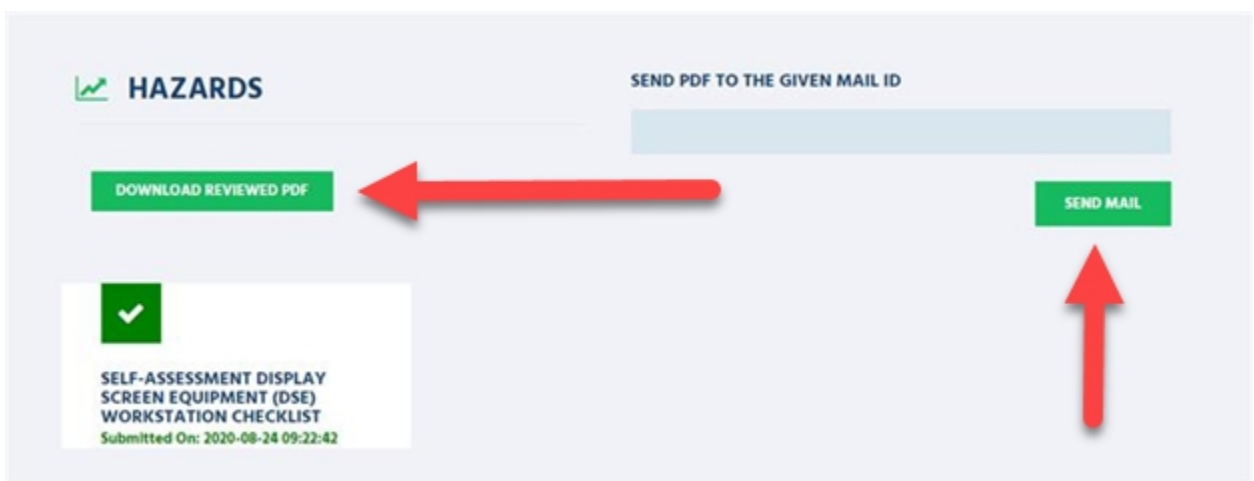 HAZARDS
SEND PDF TO THE GIVEN MAIL ID
DOWNLOAD REVIEWED PDF
SEND MAIL
SELF-ASSESSMENT DISPLAY
SCREEN EQUIPMENT (DSE)
WORKSTATION CHECKLIST
Submitted On: 2020-08-24 09:22:42